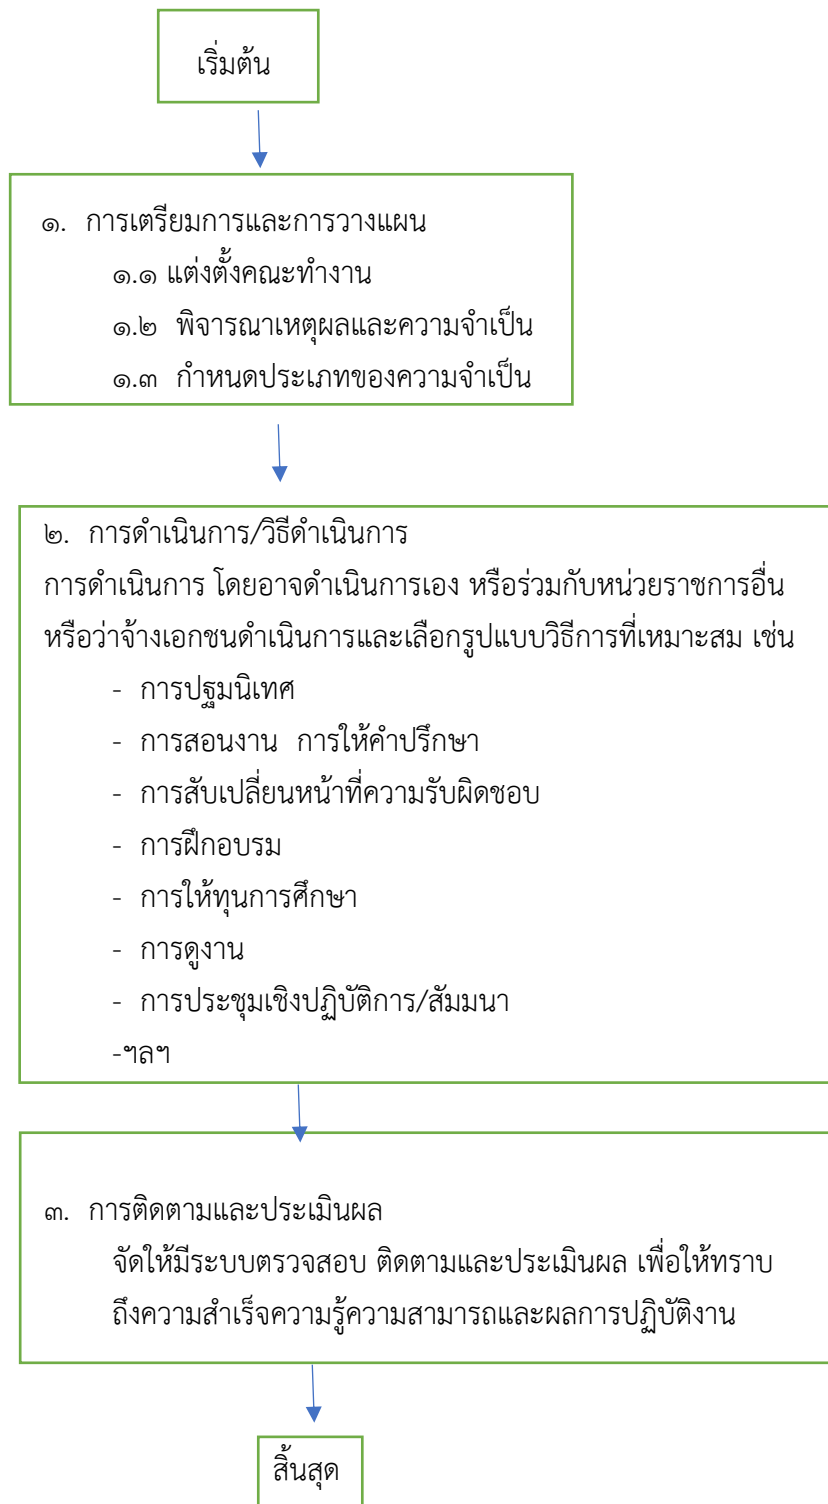 เริ่มต้น
๑. การเตรียมการและการวางแผน
๑.๑ แต่งตั้งคณะทำงาน
๑.๒ พิจารณาเหตุผลและความจำเป็น
๑.๓ กำหนดประเภทของความจำเป็น
๒. การดำเนินการ/วิธีดำเนินการ
การดำเนินการ โดยอาจดำเนินการเอง หรือร่วมกับหน่วยราชการอื่น
หรือว่าจ้างเอกชนดำเนินการและเลือกรูปแบบวิธีการที่เหมาะสม เช่น
- การปฐมนิเทศ
- การสอนงาน การให้คำปรึกษา
- การสับเปลี่ยนหน้าที่ความรับผิดชอบ
- การฝึกอบรม
- การให้ทุนการศึกษา
- การดูงาน
- การประชุมเชิงปฏิบัติการ/สัมมนา
-ฯลฯ
๓. การติดตามและประเมินผล
จัดให้มีระบบตรวจสอบ ติดตามและประเมินผล เพื่อให้ทราบ
ถึงความสำเร็จความรู้ความสามารถและผลการปฏิบัติงาน
สิ้นสุด